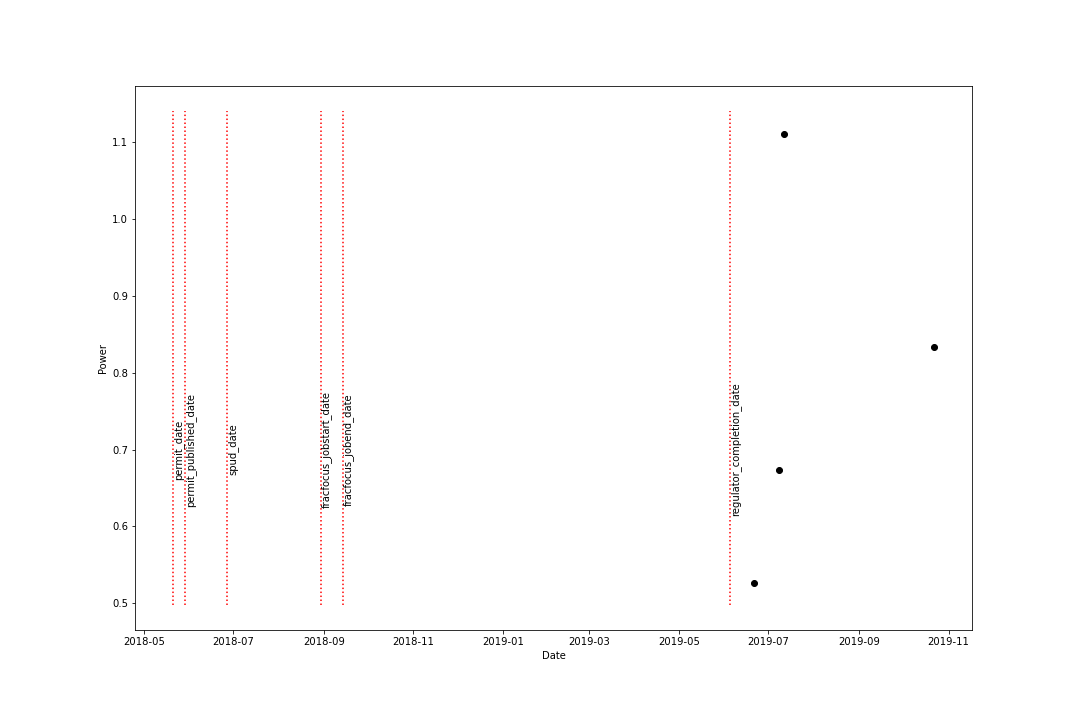 1.1
1.0
0.9
0.8
0.7
0.6
0.5
Power
permit_date
permit_published_date
spud_date
fracfocus_jobstart_date
fracfocus_jobend_date
regulator_completion_date
2018-05 2018-07 2018-09 2018-11 2019-01 2019-03 2019-05 2019-07 2019-09 2019-11
Date